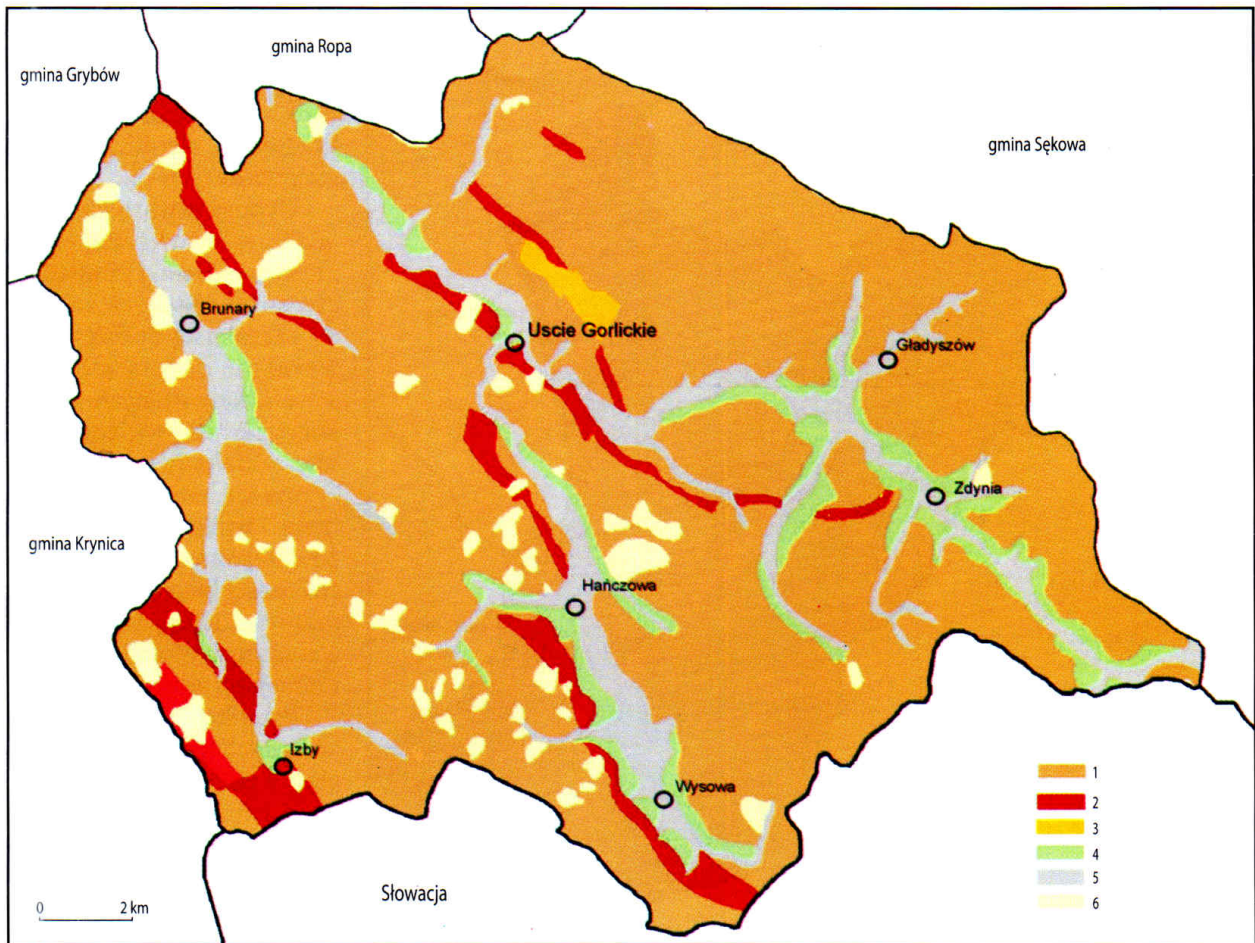 gmina Ropa
gmina Grybów
gmina Sękowa
Brunary
Uscie Gorlickie
Gładyszów
Zdynia
gmina Krynica
Hańczowa
Izby
Wysowa
1
2
3
4
5
6
Słowacja
0 2 km